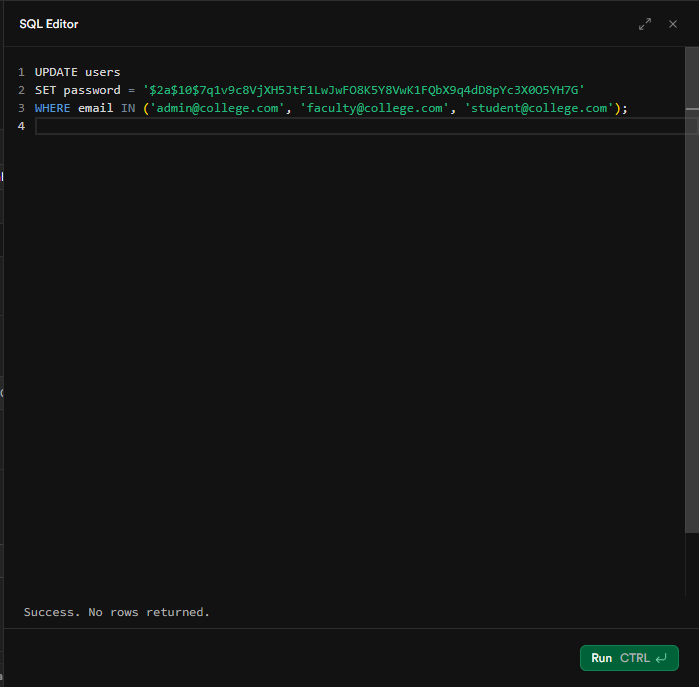 SQL Editor
1 UPDATE users
2 SET password = '$2a$10$7q1v9c8VjXH5JtF1LwJwFO8K5Y8VwK1FQbX9q4dD8pYc3X0O5YH7G'
3 WHERE email IN ('admin@college.com', 'faculty@college.com', 'student@college.com');
4
Success. No rows returned.
Run CTRL ↵